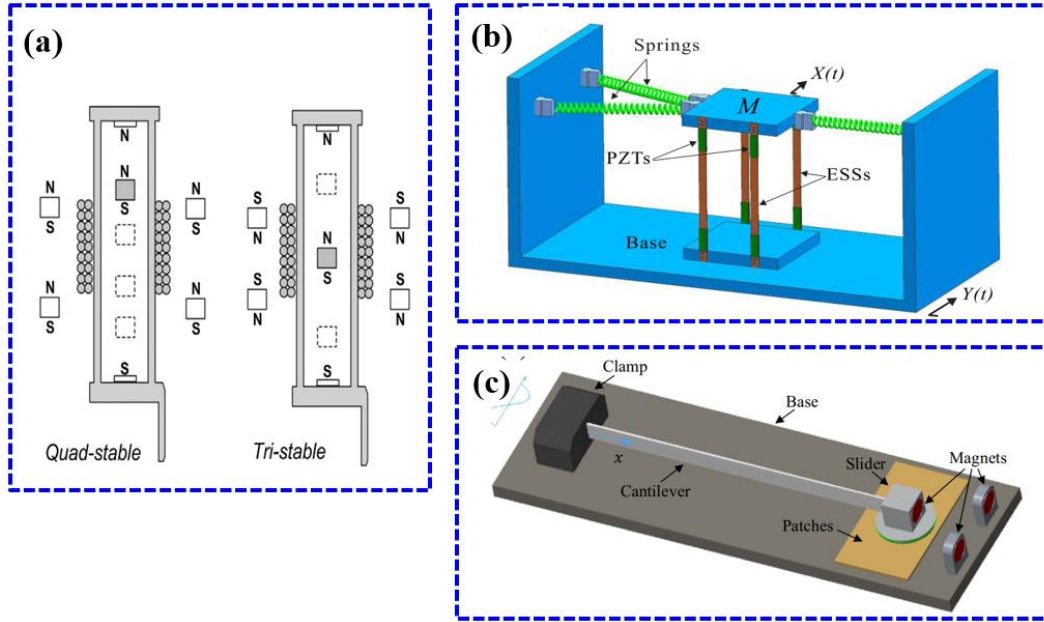 (a)
N
N
N N
S
S S
N N
S S
S
Quad-stable
N
S S
N
N N
S
S S
N N
S
Tri-stable
(b)
Springs
X(t)
M
PZTs
ESSs
Base
Y(t)
(c)
Clamp
Base
x
Cantilever
Slider
Magnets
Patches